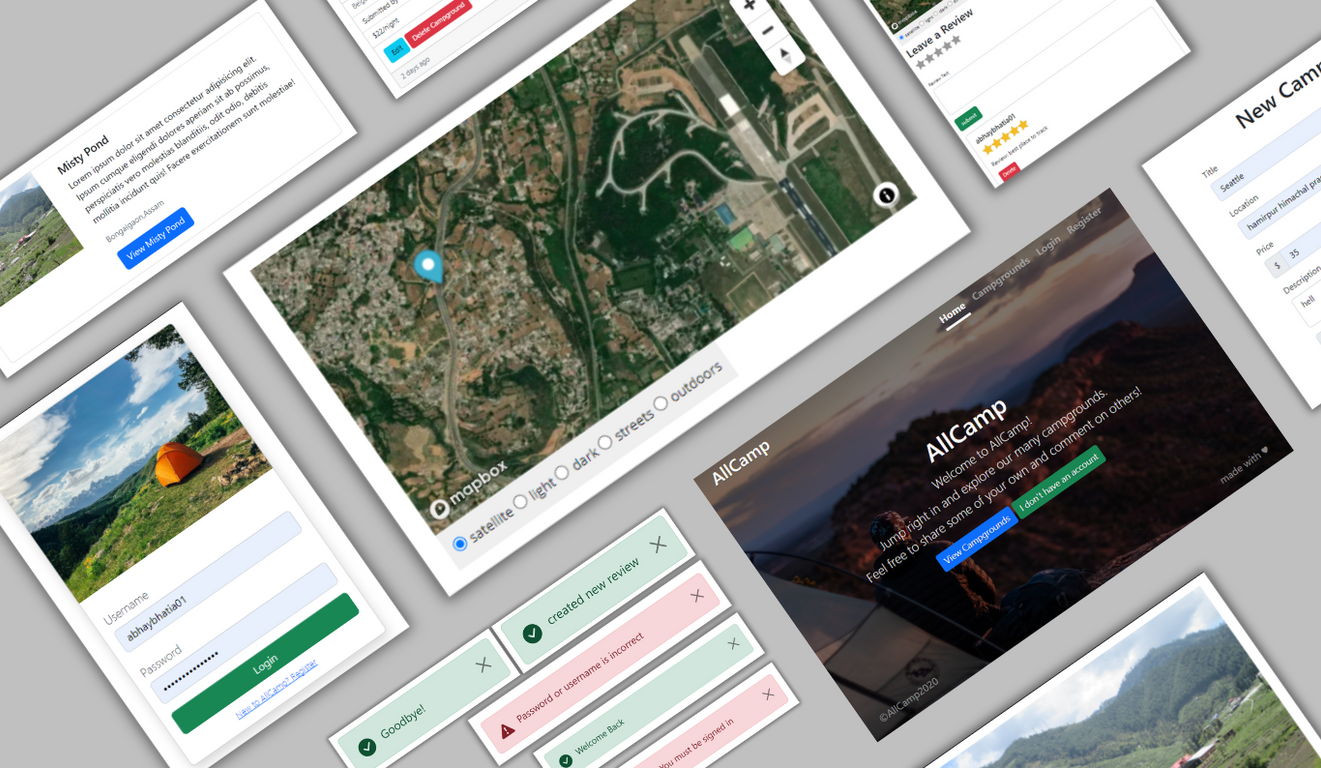 Misty Pond
Lorem ipsum dolor sit amet consectetur adipisicing elit.
Ipsum cumque eligendi dolores aperiam sit ab possimus,
perspiciatis vero molestias blanditiis, odit odio, debitis
molitia incidunt quis! Facere exercitationem sunt molestiae!
Bongaigaon,Assam
View Misty Pond
Submitted by
$22/night
Edit
Delete Campground
2 days ago
mapbox
satellite
light
dark
streets
outdoors
Leave a Review
Review Text
Submit
abhaybhatia01
Review: best place to track
Delete
New Camp
Title
Seattle
Location
hamirpur himachal prad
Price
$ 35
Description
hell
Username
abhaybhatia01
Password
Login
New to AllCamp? Register
Goodbye!
created new review
Password or username is incorrect
Welcome Back
You must be signed in
AllCamp
Home
Campgrounds
Login
Register
AllCamp
Welcome to AllCamp!
Jump right in and explore our many campgrounds.
Feel free to share some of your own and comment on others!
View Campgrounds
I don't have an account
©AllCamp2020
made with ♥